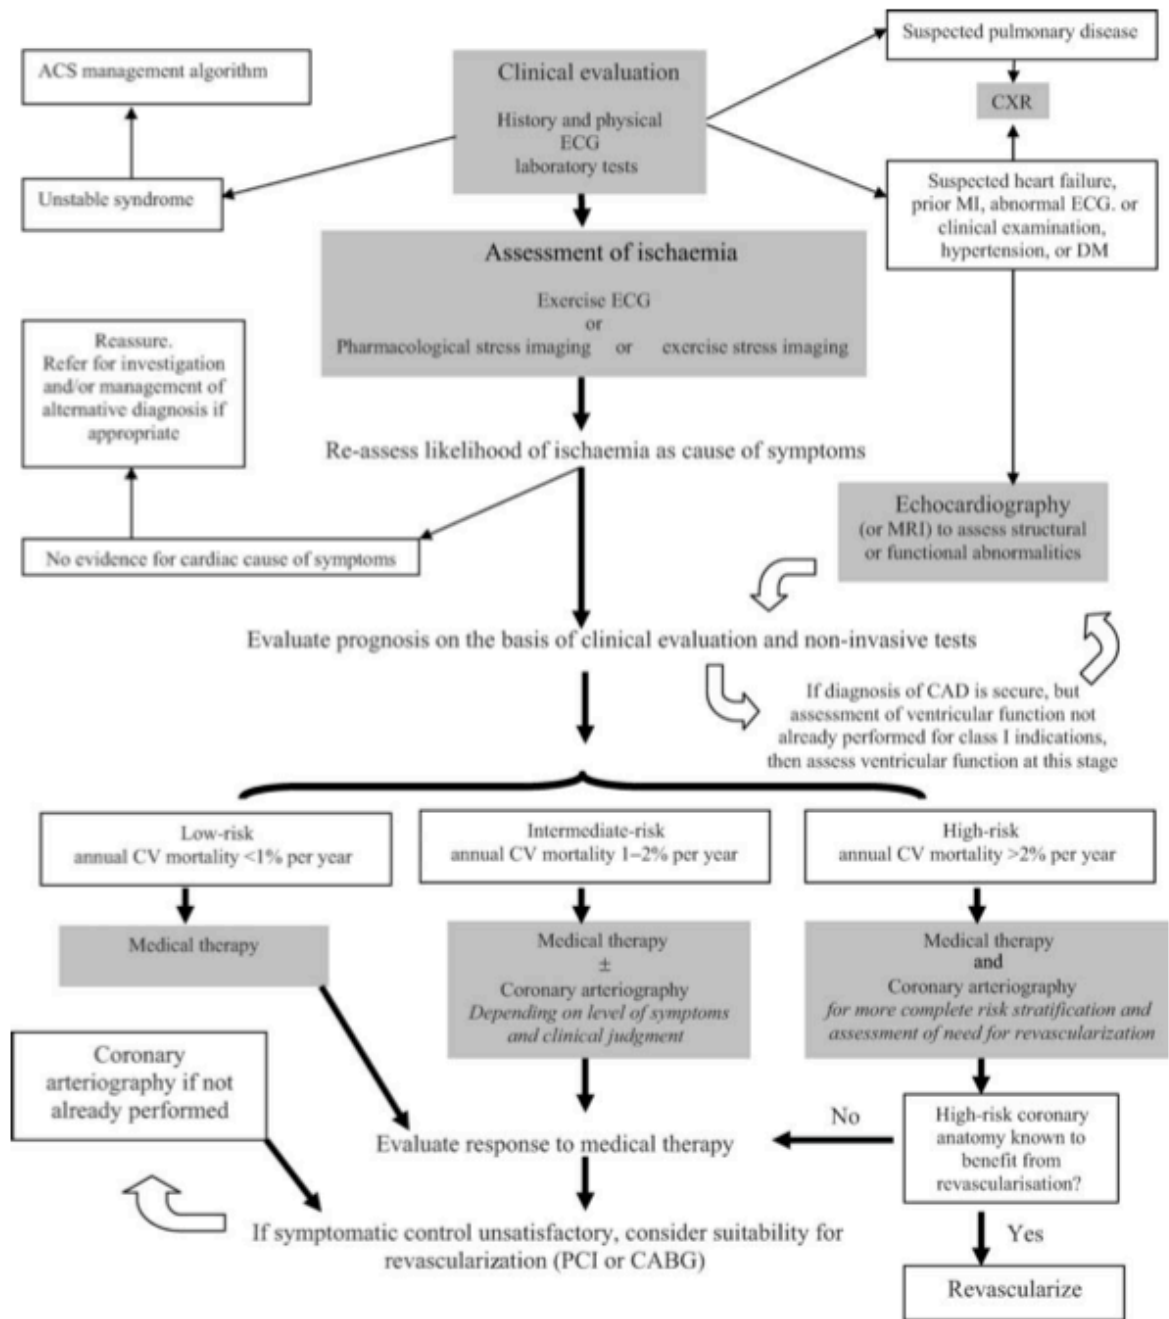 Suspected pulmonary disease
ACS management algorithm
Clinical evaluation
CXR
History and physical
ECG
laboratory tests
Unstable syndrome
Suspected heart failure,
prior MI, abnormal ECG. or
clinical examination,
hypertension, or DM
Assessment of ischaemia
Exercise ECG
or
Pharmacological stress imaging or exercise stress imaging
Reassure.
Refer for investigation
and/or management of
alternative diagnosis if
appropriate
Re-assess likelihood of ischaemia as cause of symptoms
Echocardiography
(or MRI) to assess structural
or functional abnormalities
No evidence for cardiac cause of symptoms
Evaluate prognosis on the basis of clinical evaluation and non-invasive tests
If diagnosis of CAD is secure, but
assessment of ventricular function not
already performed for class I indications,
then assess ventricular function at this stage
Low-risk
annual CV mortality <1% per year
Intermediate-risk
annual CV mortality 1–2% per year
High-risk
annual CV mortality >2% per year
Medical therapy
Medical therapy
±
Coronary arteriography
Depending on level of symptoms
and clinical judgment
Medical therapy
and
Coronary arteriography
for more complete risk stratification and
assessment of need for revascularization
Coronary
arteriography if not
already performed
Evaluate response to medical therapy
No
High-risk coronary
anatomy known to
benefit from
revascularisation?
If symptomatic control unsatisfactory, consider suitability for
revascularization (PCI or CABG)
Yes
Revascularize